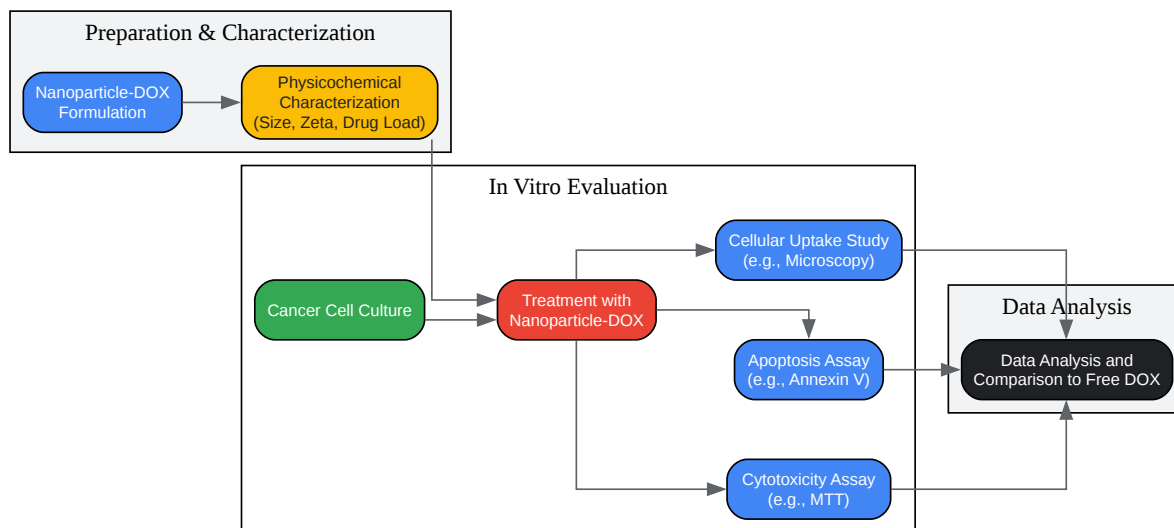 Preparation & Characterization
Nanoparticle-DOX
Formulation
Physicochemical
Characterization
(Size, Zeta, Drug Load)
In Vitro Evaluation
Cancer Cell Culture
Treatment with
Nanoparticle-DOX
Cellular Uptake Study
(e.g., Microscopy)
Apoptosis Assay
(e.g., Annexin V)
Cytotoxicity Assay
(e.g., MTT)
Data Analysis
Data Analysis and
Comparison to Free DOX